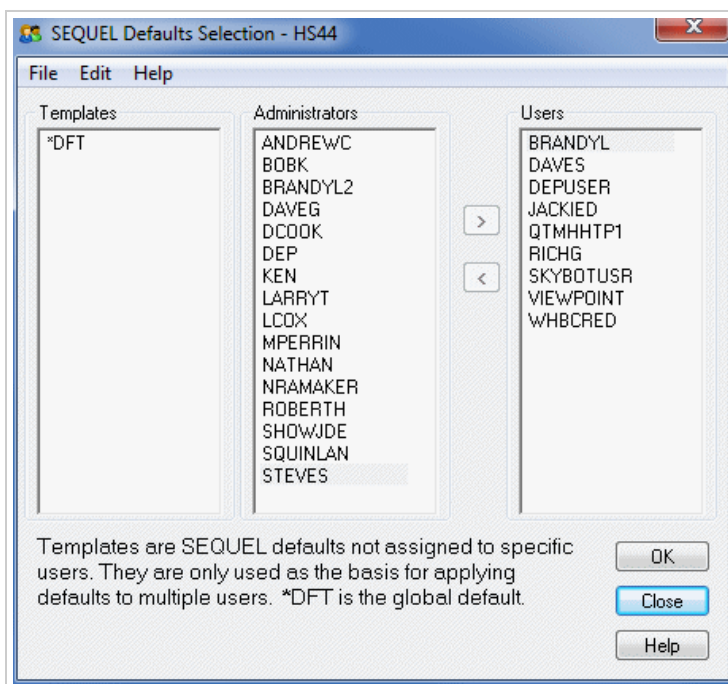 SEQUEL Defaults Selection - HS44
File Edit Help
Templates
*DFT
Administrators
ANDREWC
BOBK
BRANDYL2
DAVEG
DCOOK
DEP
KEN
LARRYT
LCOX
MPERRIN
NATHAN
NRAMAKER
ROBERTH
SHOWJDE
SQUINLAN
STEVES
>
<
Users
BRANDYL
DAVES
DEPUSER
JACKIED
QTMHHTP1
RICHG
SKYBOTUSR
VIEWPOINT
WHBCRED
Templates are SEQUEL defaults not assigned to specific
users. They are only used as the basis for applying
defaults to multiple users. *DFT is the global default.
OK
Close
Help